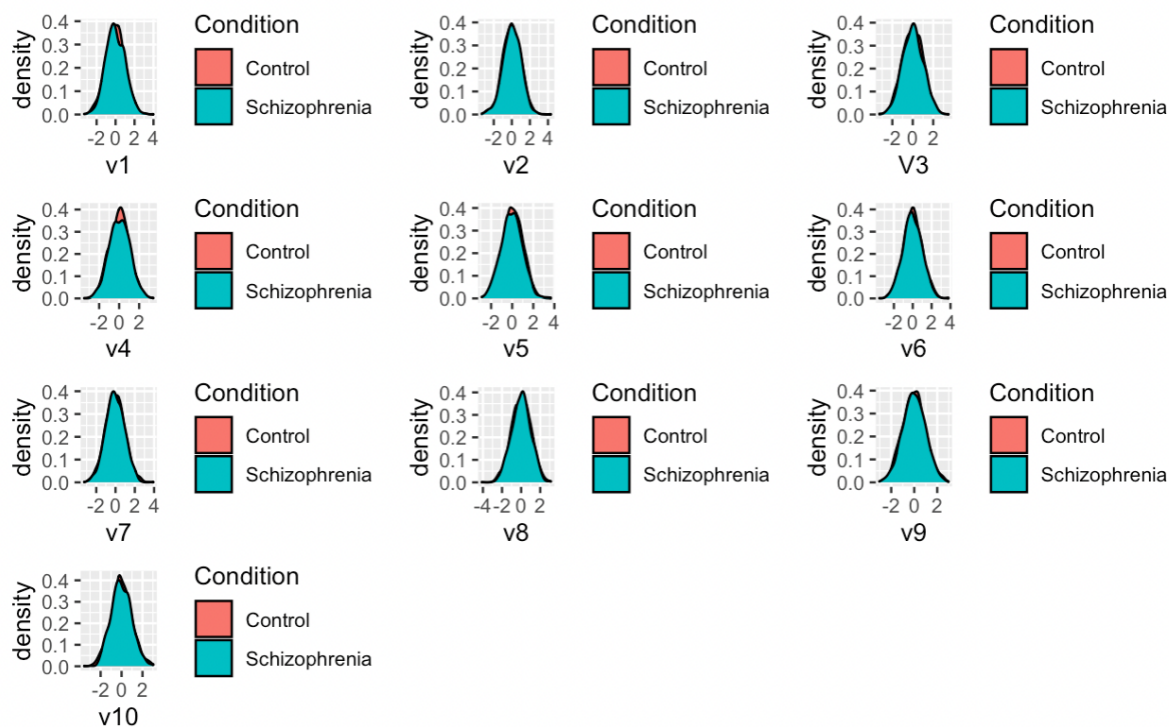 density
0.4
0.3
0.2
0.1
0.0
-2 0 2 4
v1
Condition
Control
Schizophrenia
density
0.4
0.3
0.2
0.1
0.0
-2 0 2 4
v2
Condition
Control
Schizophrenia
density
0.4
0.3
0.2
0.1
0.0
-2 0 2
V3
Condition
Control
Schizophrenia
density
0.4
0.3
0.2
0.1
0.0
-2 0 2
v4
Condition
Control
Schizophrenia
density
0.4
0.3
0.2
0.1
0.0
-2 0 2 4
v5
Condition
Control
Schizophrenia
density
0.4
0.3
0.2
0.1
0.0
-2 0 2 4
v6
Condition
Control
Schizophrenia
density
0.4
0.3
0.2
0.1
0.0
-2 0 2 4
v7
Condition
Control
Schizophrenia
density
0.4
0.3
0.2
0.1
0.0
-4 -2 0 2
v8
Condition
Control
Schizophrenia
density
0.4
0.3
0.2
0.1
0.0
-2 0 2
v9
Condition
Control
Schizophrenia
density
0.4
0.3
0.2
0.1
0.0
-2 0 2
v10
Condition
Control
Schizophrenia